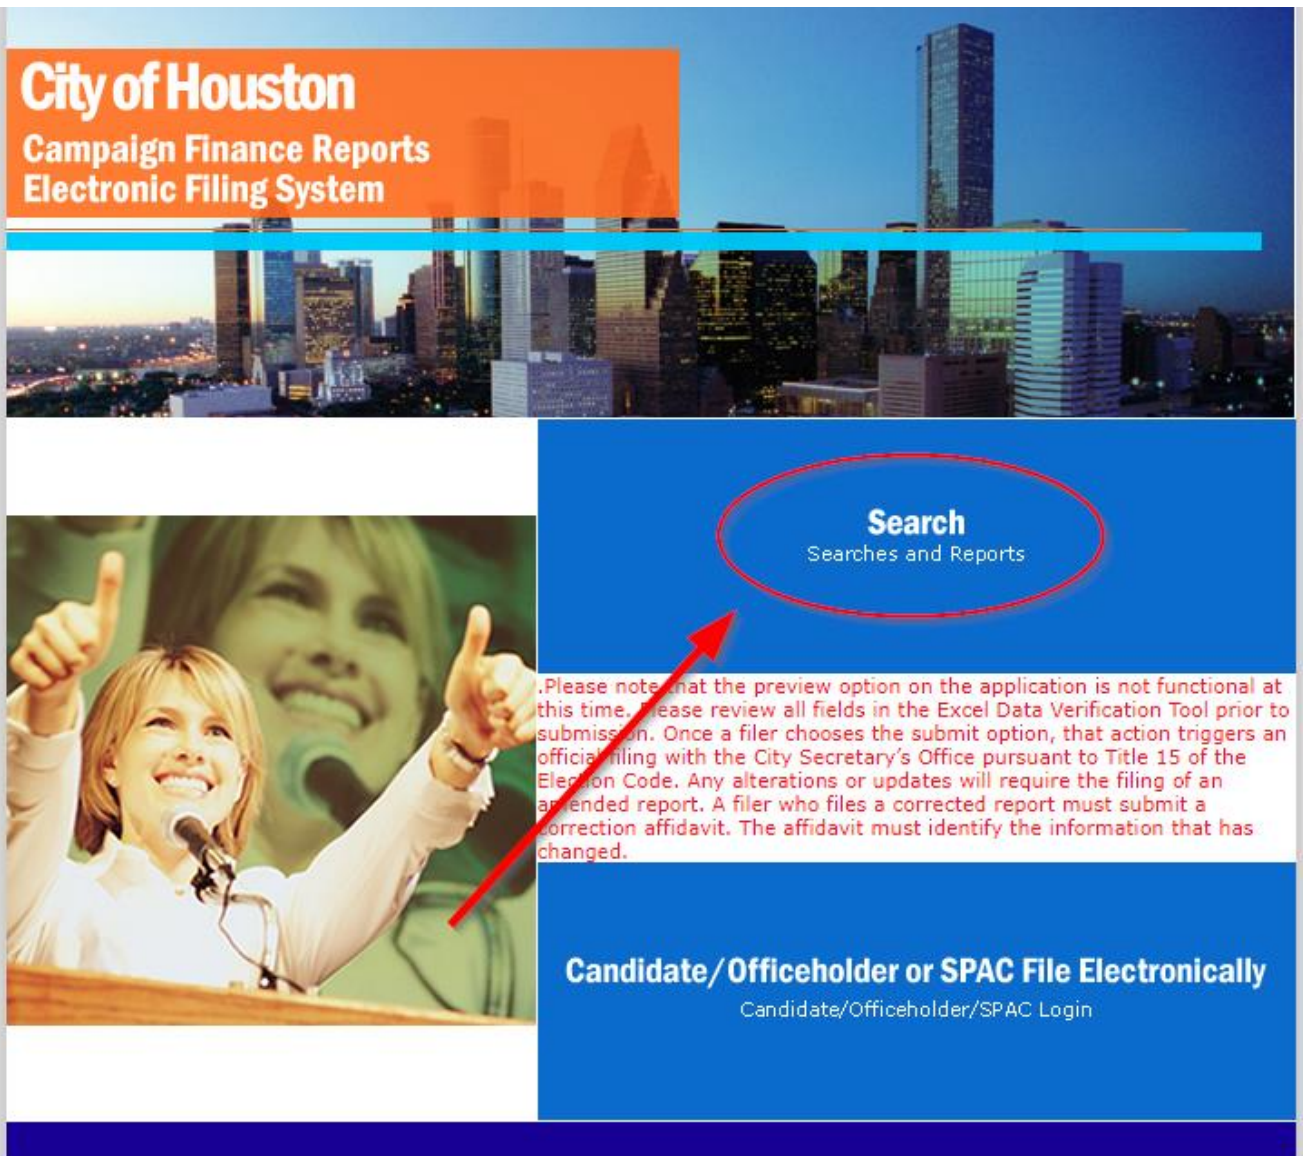 City of Houston
Campaign Finance Reports
Electronic Filing System
Search
Searches and Reports
.Please note that the preview option on the application is not functional at
this time. Please review all fields in the Excel Data Verification Tool prior to
submission. Once a filer chooses the submit option, that action triggers an
official filing with the City Secretary’s Office pursuant to Title 15 of the
Election Code. Any alterations or updates will require the filing of an
amended report. A filer who files a corrected report must submit a
correction affidavit. The affidavit must identify the information that has
changed.
Candidate/Officeholder or SPAC File Electronically
Candidate/Officeholder/SPAC Login